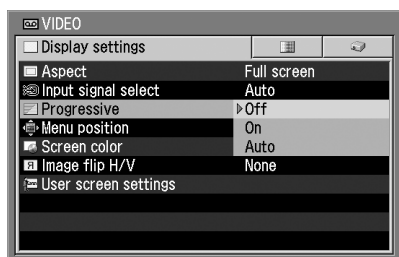 VIDEO
Display settings
Aspect Full screen
Input signal select Auto
Progressive Off
On
Menu position
Auto
Screen color
Image flip H/V None
User screen settings